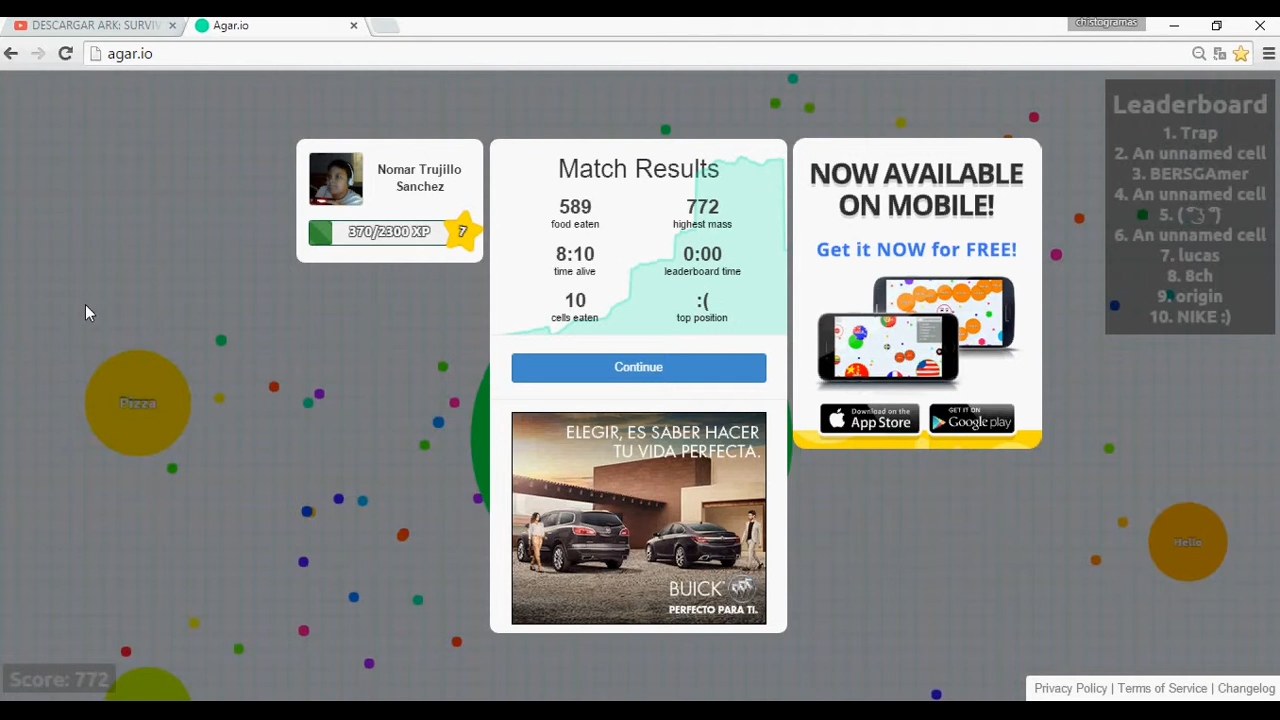 DESCARGAR ARK: SURVIV
Agar.io
chistogramas
agar.io
Leaderboard
1. Trap
2. An unnamed cell
3. BERSGAmer
4. An unnamed cell
5.
6. An unnamed cell
7. lucas
8. 8ch
9. origin
10. NIKE :)
Nomar Trujillo
Sanchez
370/2300 XP
7
Match Results
589
food eaten
772
highest mass
8:10
time alive
0:00
leaderboard time
10
cells eaten
:(
top position
Continue
ELEGIR, ES SABER HACER
TU VIDA PERFECTA.
BUICK
PERFECTO PARA TI.
NOW AVAILABLE
ON MOBILE!
Get it NOW for FREE!
Download on the
App Store
GET IT ON
Google play
Pizza
Hello
Score: 772
Privacy Policy | Terms of Service | Changelog